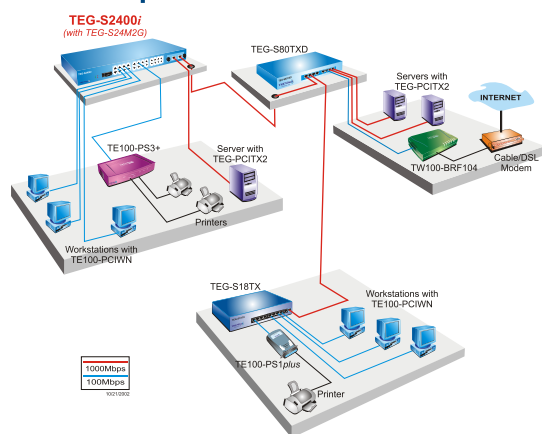 TEG-S2400i
(with TEG-S24M2G)
TEG-S80TXD
Servers with
TEG-PCITX2
INTERNET
TE100-PS3+
Server with
TEG-PCITX2
TW100-BRF104
Cable/DSL
Modem
Printers
Workstations with
TE100-PCIWN
TEG-S18TX
Workstations with
TE100-PCIWN
TE100-PS1plus
Printer
1000Mbps
100Mbps
10/21/2002